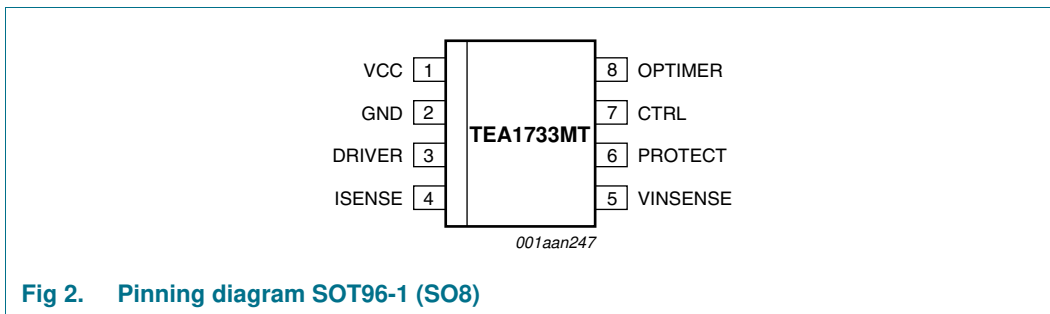 VCC 1 8 OPTIMER
GND 2 7 CTRL
TEA1733MT
DRIVER 3 6 PROTECT
ISENSE 4 5 VINSENSE
001aan247
Fig 2. Pinning diagram SOT96-1 (SO8)